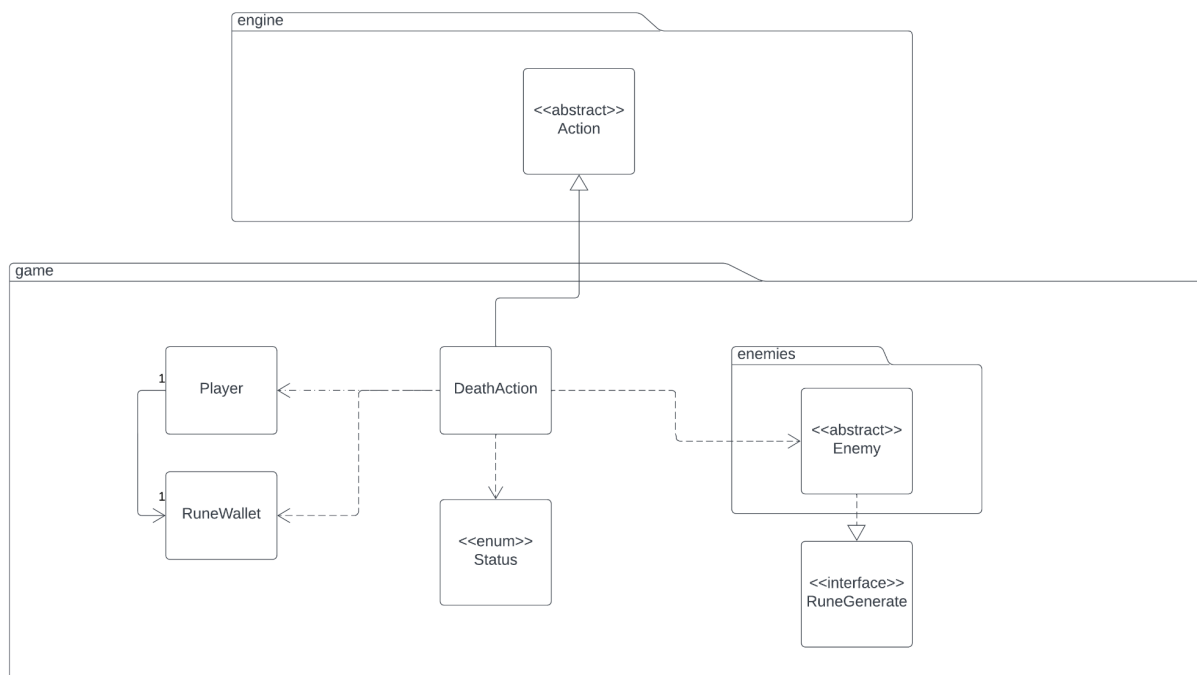 engine
<<abstract>>
Action
game
enemies
1
Player
DeathAction
<<abstract>>
Enemy
1
RuneWallet
<<enum>>
Status
<<interface>>
RuneGenerate